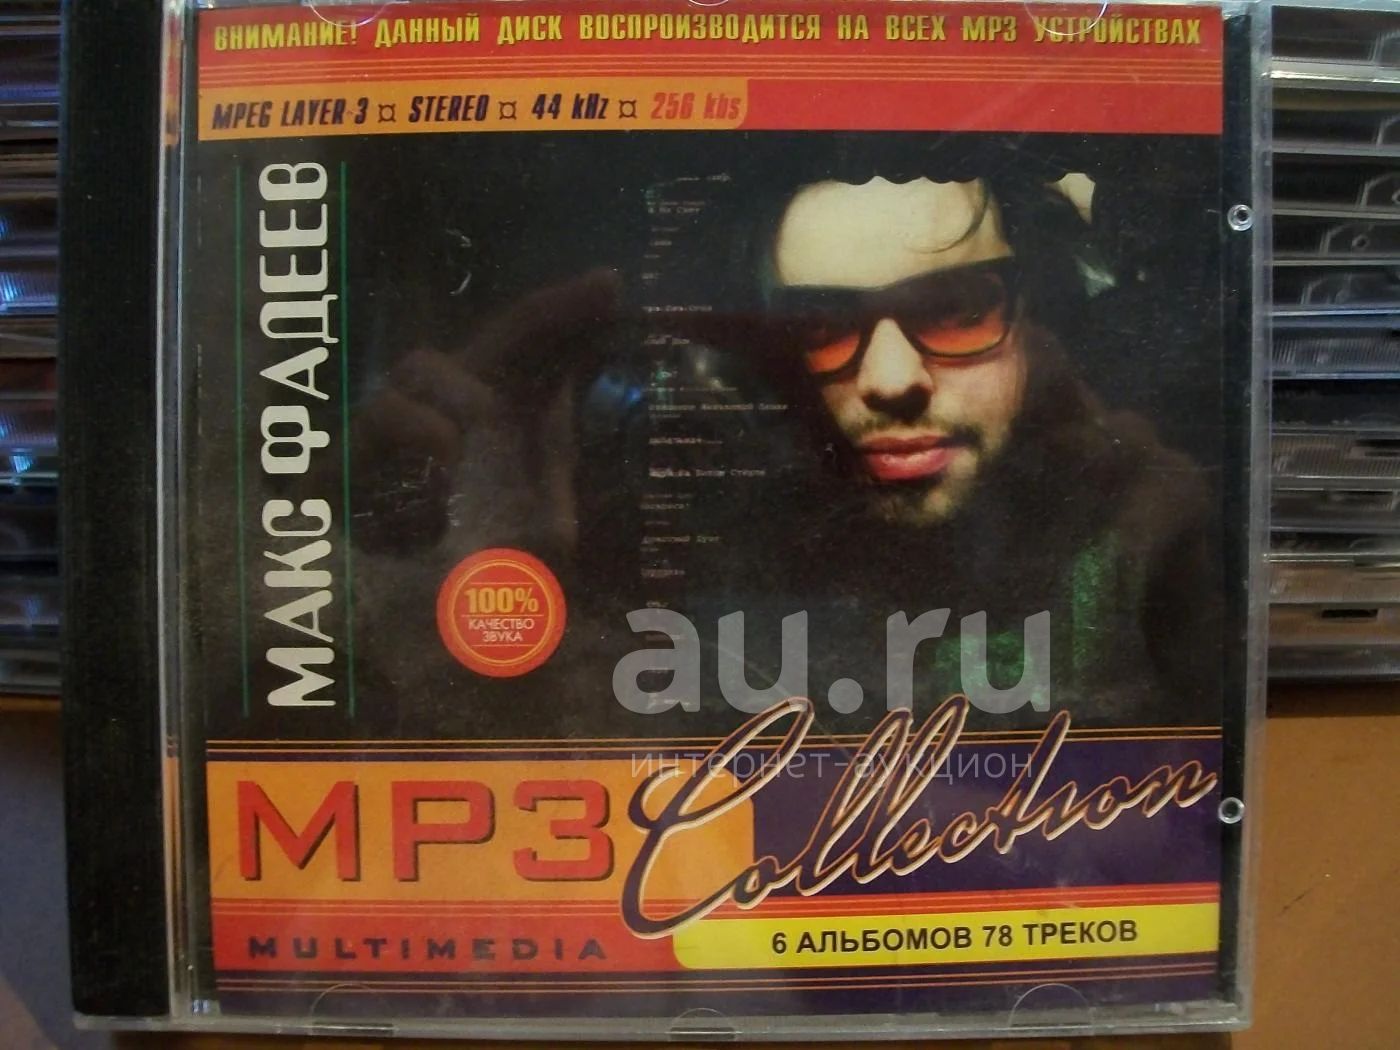 ВНИМАНИЕ! ДАННЫЙ ДИСК ВОСПРОИЗВОДИТСЯ НА ВСЕХ MP3 УСТРОЙСТВАХ
MPEG LAYER-3 ¤ STEREO ¤ 44 kHz ¤ 256 kbs
МАКС ФАДЕЕВ
100%
КАЧЕСТВО
ЗВУКА
au.ru
интернет-аукцион
MP3 Collection
MULTIMEDIA
6 АЛЬБОМОВ 78 ТРЕКОВ